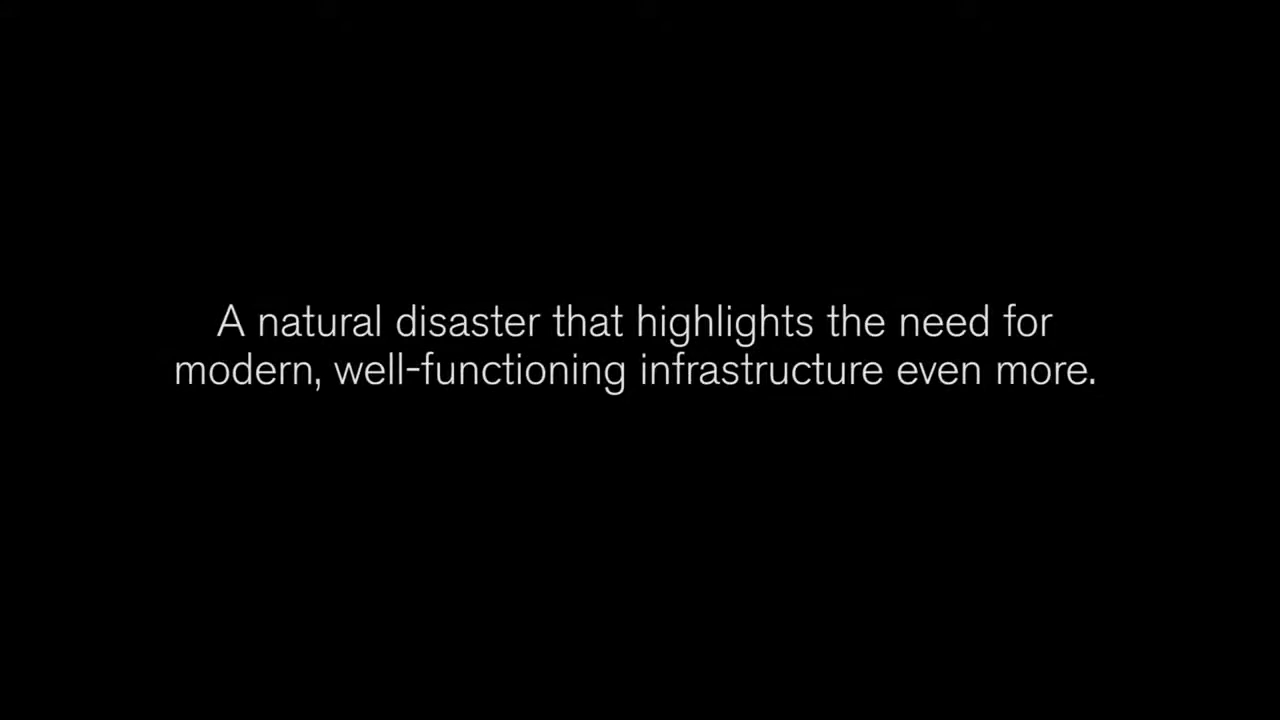 A natural disaster that highlights the need for
modern, well-functioning infrastructure even more.